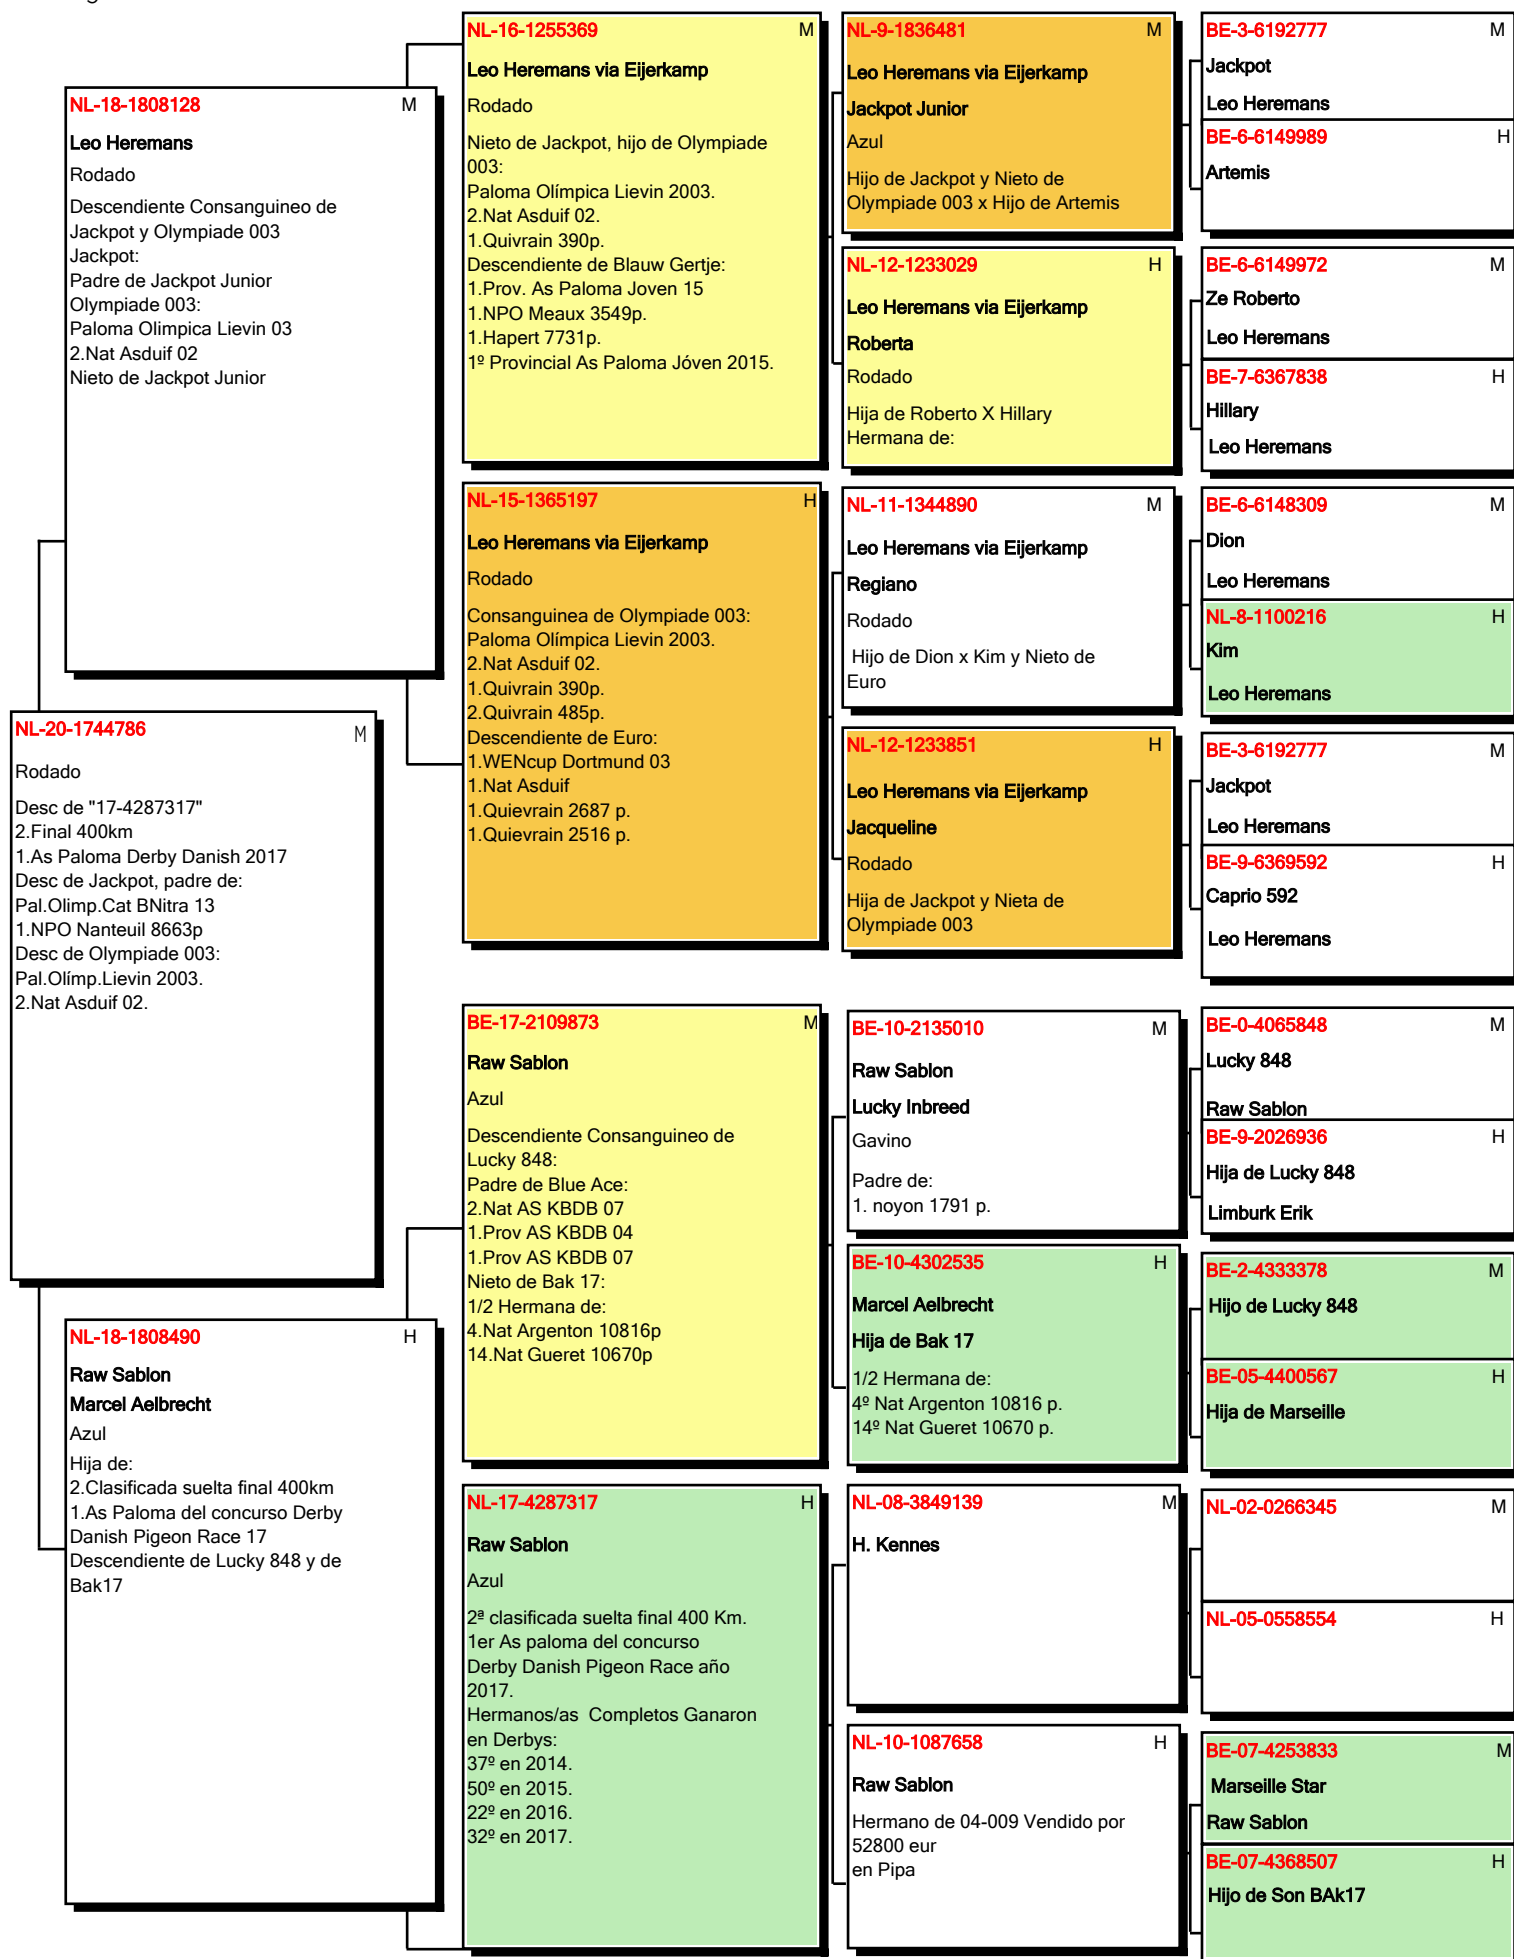 NL-20-1744786 M
Rodado
Desc de "17-4287317"
2.Final 400km
1.As Paloma Derby Danish 2017
Desc de Jackpot, padre de:
Pal.Olimp.Cat BNitra 13
1.NPO Nanteuil 8663p
Desc de Olympiade 003:
Pal.Olímp.Lievin 2003.
2.Nat Asduif 02.
NL-18-1808128 M
Leo Heremans
Rodado
Descendiente Consanguineo de
Jackpot y Olympiade 003
Jackpot:
Padre de Jackpot Junior
Olympiade 003:
Paloma Olimpica Lievin 03
2.Nat Asduif 02
Nieto de Jackpot Junior
NL-18-1808490 H
Raw Sablon
Marcel Aelbrecht
Azul
Hija de:
2.Clasificada suelta final 400km
1.As Paloma del concurso Derby
Danish Pigeon Race 17
Descendiente de Lucky 848 y de
Bak17
NL-16-1255369 M
Leo Heremans via Eijerkamp
Rodado
Nieto de Jackpot, hijo de Olympiade
003:
Paloma Olímpica Lievin 2003.
2.Nat Asduif 02.
1.Quivrain 390p.
Descendiente de Blauw Gertje:
1.Prov. As Paloma Joven 15
1.NPO Meaux 3549p.
1.Hapert 7731p.
1º Provincial As Paloma Jóven 2015.
NL-15-1365197 H
Leo Heremans via Eijerkamp
Rodado
Consanguinea de Olympiade 003:
Paloma Olímpica Lievin 2003.
2.Nat Asduif 02.
1.Quivrain 390p.
2.Quivrain 485p.
Descendiente de Euro:
1.WENcup Dortmund 03
1.Nat Asduif
1.Quievrain 2687 p.
1.Quievrain 2516 p.
BE-17-2109873 M
Raw Sablon
Azul
Descendiente Consanguineo de
Lucky 848:
Padre de Blue Ace:
2.Nat AS KBDB 07
1.Prov AS KBDB 04
1.Prov AS KBDB 07
Nieto de Bak 17:
1/2 Hermana de:
4.Nat Argenton 10816p
14.Nat Gueret 10670p
NL-17-4287317 H
Raw Sablon
Azul
2ª clasificada suelta final 400 Km.
1er As paloma del concurso
Derby Danish Pigeon Race año
2017.
Hermanos/as Completos Ganaron
en Derbys:
37º en 2014.
50º en 2015.
22º en 2016.
32º en 2017.
NL-9-1836481 M
Leo Heremans via Eijerkamp
Jackpot Junior
Azul
Hijo de Jackpot y Nieto de
Olympiade 003 x Hijo de Artemis
NL-12-1233029 H
Leo Heremans via Eijerkamp
Roberta
Rodado
Hija de Roberto X Hillary
Hermana de:
NL-11-1344890 M
Leo Heremans via Eijerkamp
Regiano
Rodado
Hijo de Dion x Kim y Nieto de
Euro
NL-12-1233851 H
Leo Heremans via Eijerkamp
Jacqueline
Rodado
Hija de Jackpot y Nieta de
Olympiade 003
BE-10-2135010 M
Raw Sablon
Lucky Inbreed
Gavino
Padre de:
1. noyon 1791 p.
BE-10-4302535 H
Marcel Aelbrecht
Hija de Bak 17
1/2 Hermana de:
4º Nat Argenton 10816 p.
14º Nat Gueret 10670 p.
NL-08-3849139 M
H. Kennes
NL-10-1087658 H
Raw Sablon
Hermano de 04-009 Vendido por
52800 eur
en Pipa
BE-3-6192777 M
Jackpot
Leo Heremans
BE-6-6149989 H
Artemis
BE-6-6149972 M
Ze Roberto
Leo Heremans
BE-7-6367838 H
Hillary
Leo Heremans
BE-6-6148309 M
Dion
Leo Heremans
NL-8-1100216 H
Kim
Leo Heremans
BE-3-6192777 M
Jackpot
Leo Heremans
BE-9-6369592 H
Caprio 592
Leo Heremans
BE-0-4065848 M
Lucky 848
Raw Sablon
BE-9-2026936 H
Hija de Lucky 848
Limburk Erik
BE-2-4333378 M
Hijo de Lucky 848
BE-05-4400567 H
Hija de Marseille
NL-02-0266345 M
NL-05-0558554 H
BE-07-4253833 M
Marseille Star
Raw Sablon
BE-07-4368507 H
Hijo de Son BAk17